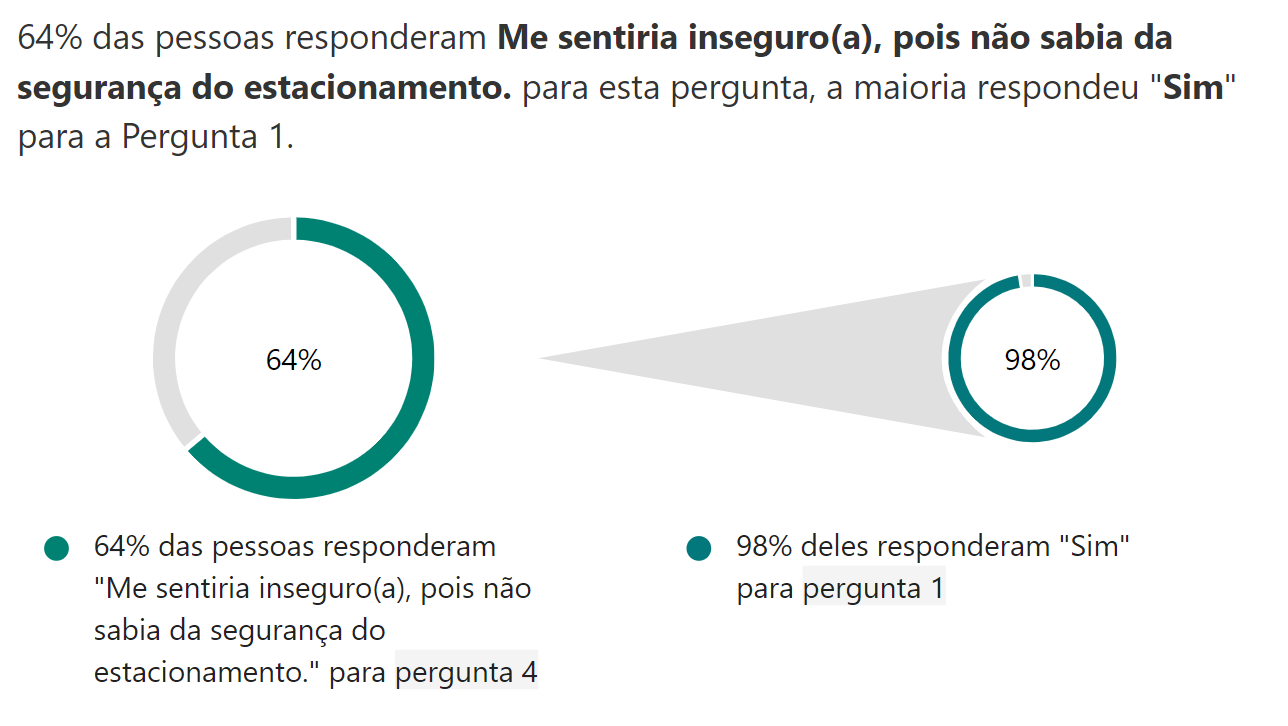 64% das pessoas responderam Me sentiria inseguro(a), pois não sabia da
segurança do estacionamento. para esta pergunta, a maioria respondeu "Sim"
para a Pergunta 1.
64%
98%
64% das pessoas responderam
"Me sentiria inseguro(a), pois não
sabia da segurança do
estacionamento." para pergunta 4
98% deles responderam "Sim"
para pergunta 1